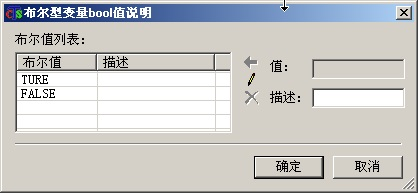 布尔型变量bool值说明
布尔值列表：
布尔值 描述
TURE
FALSE
值：
描述：
确定 取消